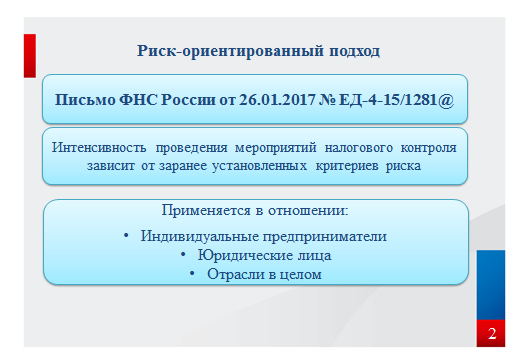 Риск-ориентированный подход
Письмо ФНС России от 26.01.2017 № ЕД-4-15/1281@
Интенсивность проведения мероприятий налогового контроля
зависит от заранее установленных критериев риска
Применяется в отношении:
• Индивидуальные предприниматели
• Юридические лица
• Отрасли в целом
2